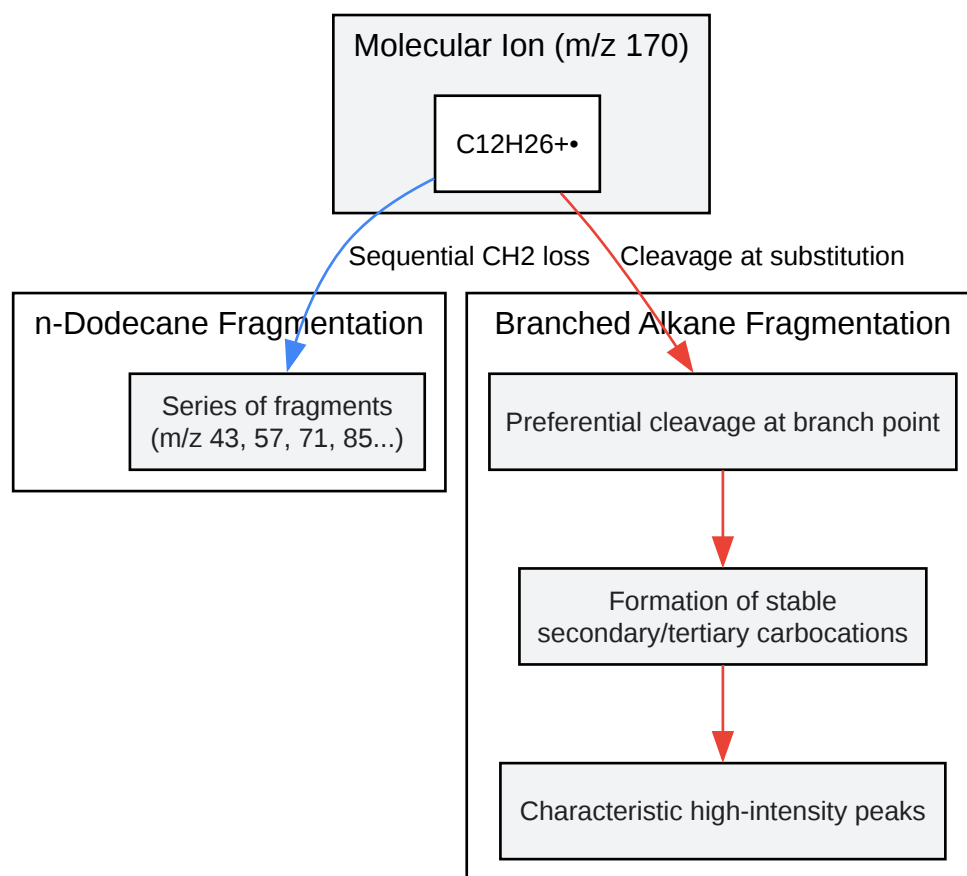 Molecular Ion (m/z 170)
C12H26+•
Sequential CH2 loss
Cleavage at substitution
n-Dodecane Fragmentation
Series of fragments
(m/z 43, 57, 71, 85...)
Branched Alkane Fragmentation
Preferential cleavage at branch point
Formation of stable
secondary/tertiary carbocations
Characteristic high-intensity peaks